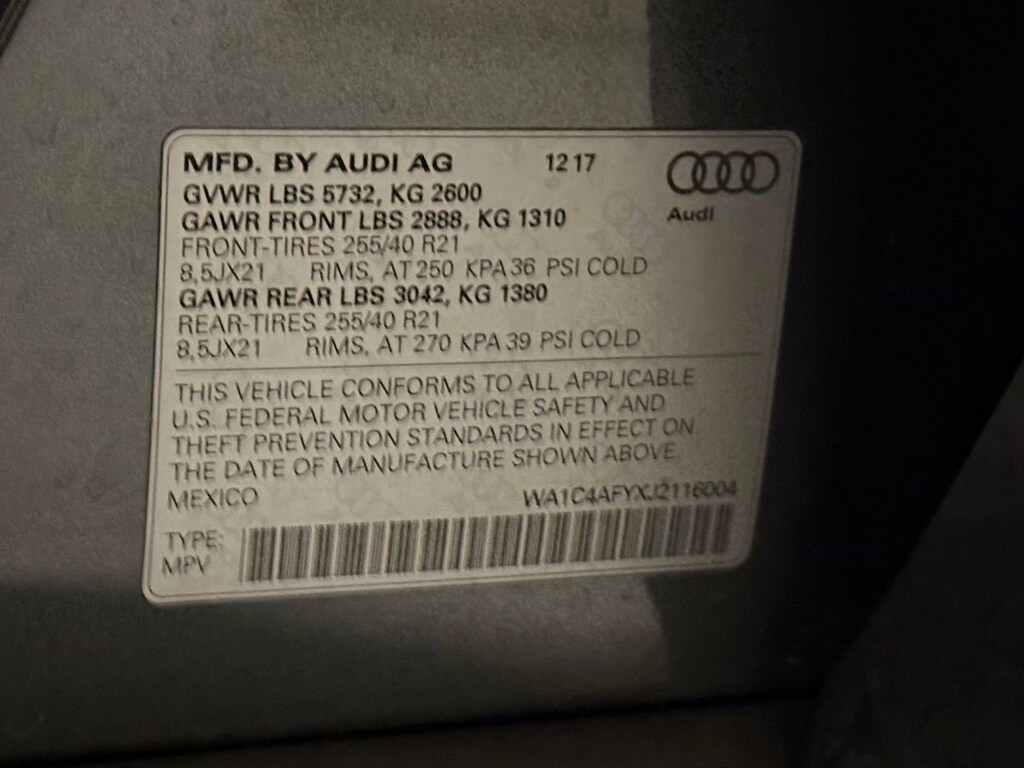 MFD. BY AUDI AG 12 17
GVWR LBS 5732, KG 2600
GAWR FRONT LBS 2888, KG 1310
Audi
FRONT-TIRES 255/40 R21
8,5JX21 RIMS, AT 250 KPA 36 PSI COLD
GAWR REAR LBS 3042, KG 1380
REAR-TIRES 255/40 R21
8,5JX21 RIMS, AT 270 KPA 39 PSI COLD
THIS VEHICLE CONFORMS TO ALL APPLICABLE
U.S. FEDERAL MOTOR VEHICLE SAFETY AND
THEFT PREVENTION STANDARDS IN EFFECT ON
THE DATE OF MANUFACTURE SHOWN ABOVE.
MEXICO WA1C4AFYXJ2116004
TYPE:
MPV